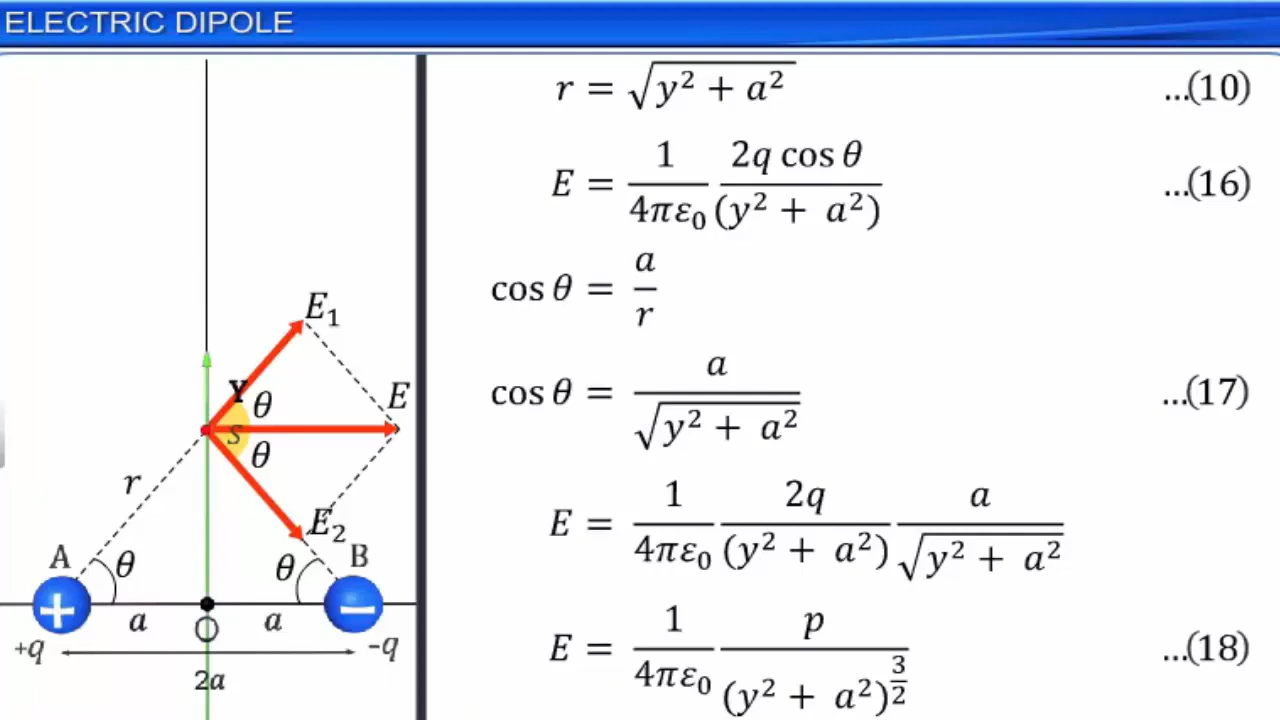 ELECTRIC DIPOLE
r = √(y² + a²) ...(10)
E = 1/(4πε₀) 2q cos θ/(y² + a²) ...(16)
cos θ = a/r
cos θ = a/√(y² + a²) ...(17)
E = 1/(4πε₀) 2q/(y² + a²) a/√(y² + a²)
E = 1/(4πε₀) p/(y² + a²)^(3/2) ...(18)
E₁
Y
θ
E
S
θ
r
E₂
A
θ
θ
B
+
−
a
O
a
+q
-q
2a